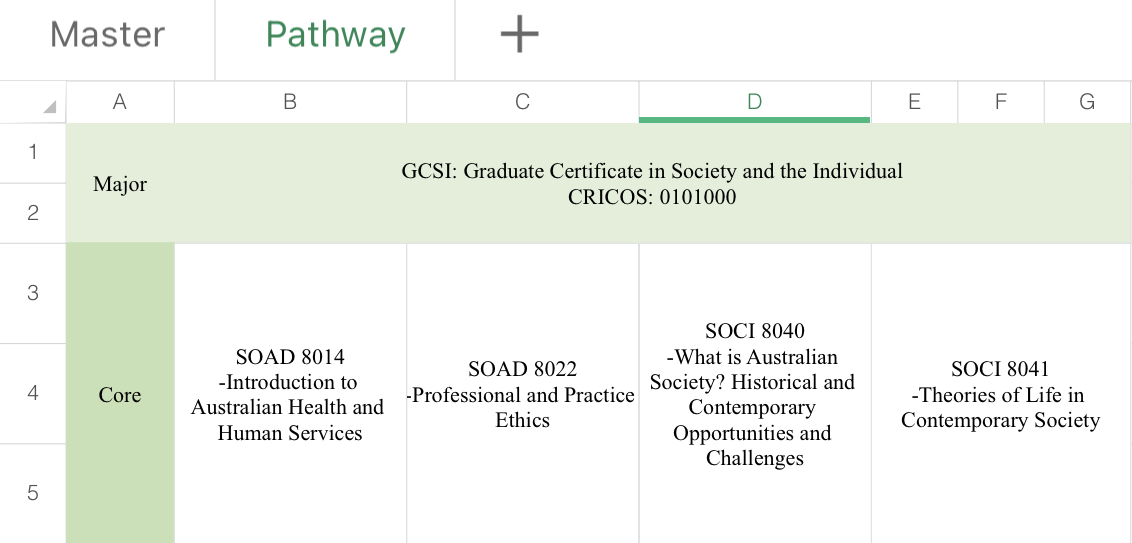 Master
Pathway
A
B
C
D
E
F
G
1
2
3
4
5
Major
GCSI: Graduate Certificate in Society and the Individual
CRICOS: 0101000
Core
SOAD 8014
-Introduction to
Australian Health and
Human Services
SOAD 8022
-Professional and Practice
Ethics
SOCI 8040
-What is Australian
Society? Historical and
Contemporary
Opportunities and
Challenges
SOCI 8041
-Theories of Life in
Contemporary Society